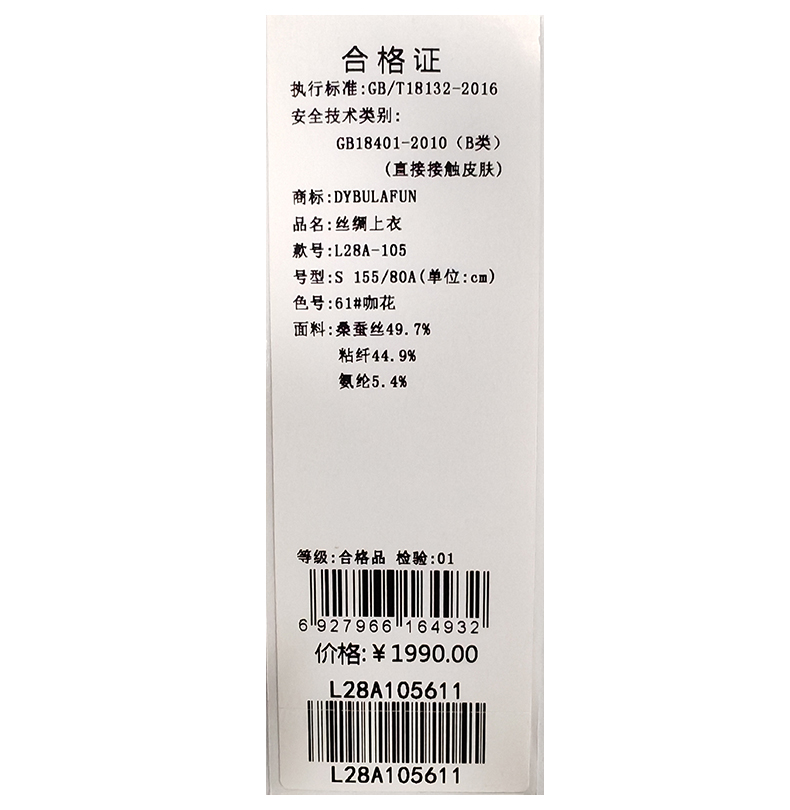 合格证
执行标准:GB/T18132-2016
安全技术类别:
GB18401-2010（B类）
(直接接触皮肤)
商标:DYBULAFUN
品名:丝绸上衣
款号:L28A-105
号型:S 155/80A(单位:cm)
色号:61#咖花
面料:桑蚕丝49.7%
粘纤44.9%
氨纶5.4%
等级:合格品 检验:01
6 927966 164932
价格:￥1990.00
L28A105611
L28A105611